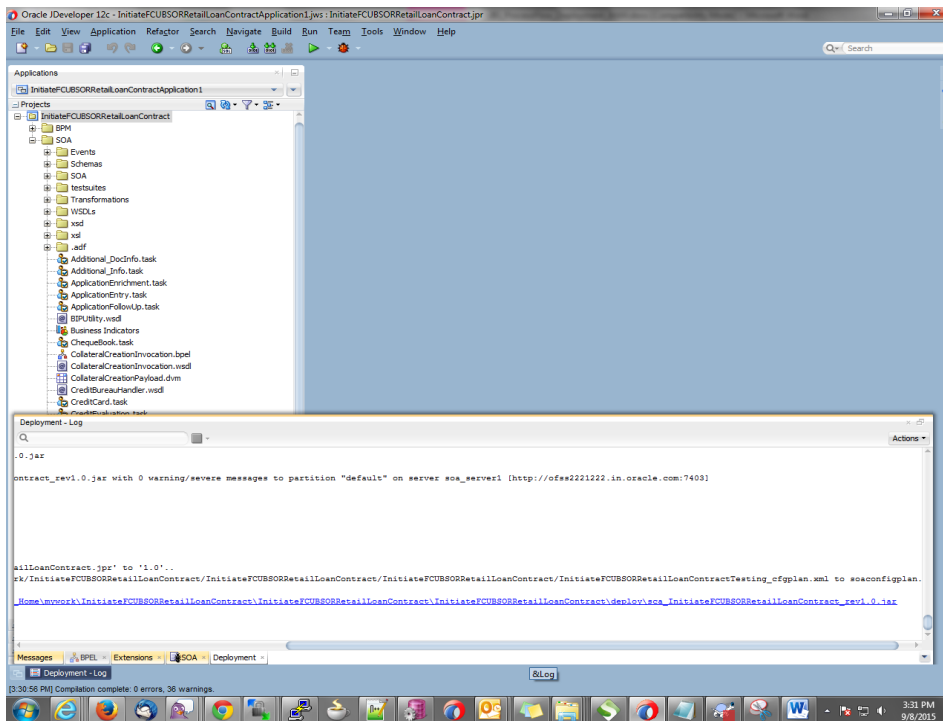 Oracle JDeveloper 12c - InitiateFCUBSORRetailLoanContractApplication1.jws : InitiateFCUBSORRetailLoanContract.jpr
File Edit View Application Refactor Search Navigate Build Run Team Tools Window Help
Search
Applications
InitiateFCUBSORRetailLoanContractApplication1
Projects
InitiateFCUBSORRetailLoanContract
BPM
SOA
Events
Schemas
SOA
testsuites
Transformations
WSDLs
xsd
xsl
.adf
Additional_DocInfo.task
Additional_Info.task
ApplicationEnrichment.task
ApplicationEntry.task
ApplicationFollowUp.task
BIPUtility.wsdl
Business Indicators
ChequeBook.task
CollateralCreationInvocation.bpel
CollateralCreationInvocation.wsdl
CollateralCreationPayload.dvm
CreditBureauHandler.wsdl
CreditCard.task
CreditEvaluation.task
Deployment - Log
Actions
.0.jar
ontract_rev1.0.jar with 0 warning/severe messages to partition "default" on server soa_server1 [http://ofss2221222.in.oracle.com:7403]
ailLoanContract.jpr' to '1.0'..
rk/InitiateFCUBSORRetailLoanContract/InitiateFCUBSORRetailLoanContract/InitiateFCUBSORRetailLoanContract/InitiateFCUBSORRetailLoanContractTesting_cfgplan.xml to soaconfigplan.
_Home\mywork\InitiateFCUBSORRetailLoanContract\InitiateFCUBSORRetailLoanContract\InitiateFCUBSORRetailLoanContract\deploy\sca_InitiateFCUBSORRetailLoanContract_rev1.0.jar
Messages BPEL Extensions SOA Deployment
Deployment - Log
&Log
[3:30:56 PM] Compilation complete: 0 errors, 36 warnings.
3:31 PM
9/8/2015